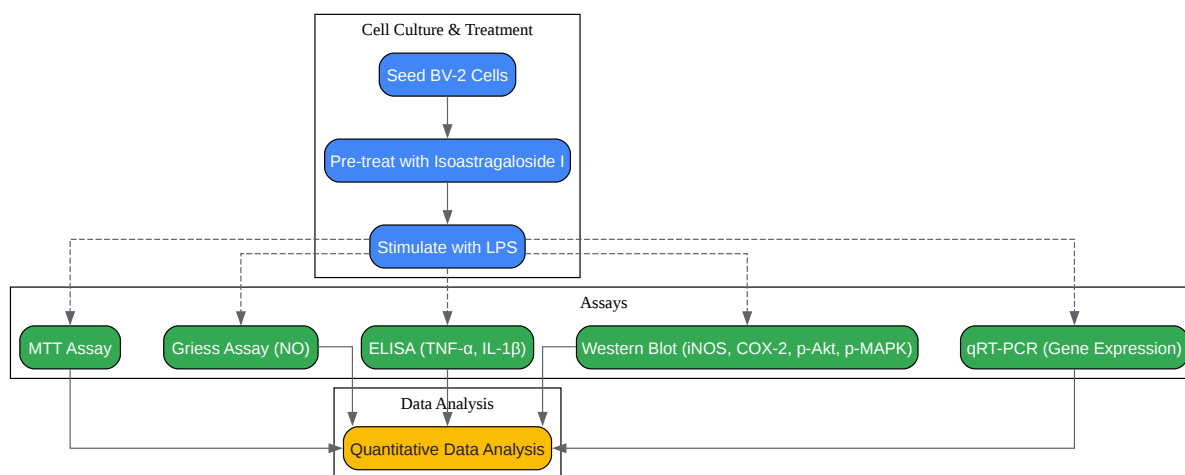 Cell Culture & Treatment
Seed BV-2 Cells
Pre-treat with Isoastragaloside I
Stimulate with LPS
Assays
MTT Assay
Griess Assay (NO)
ELISA (TNF-α, IL-1β)
Western Blot (iNOS, COX-2, p-Akt, p-MAPK)
qRT-PCR (Gene Expression)
Data Analysis
Quantitative Data Analysis